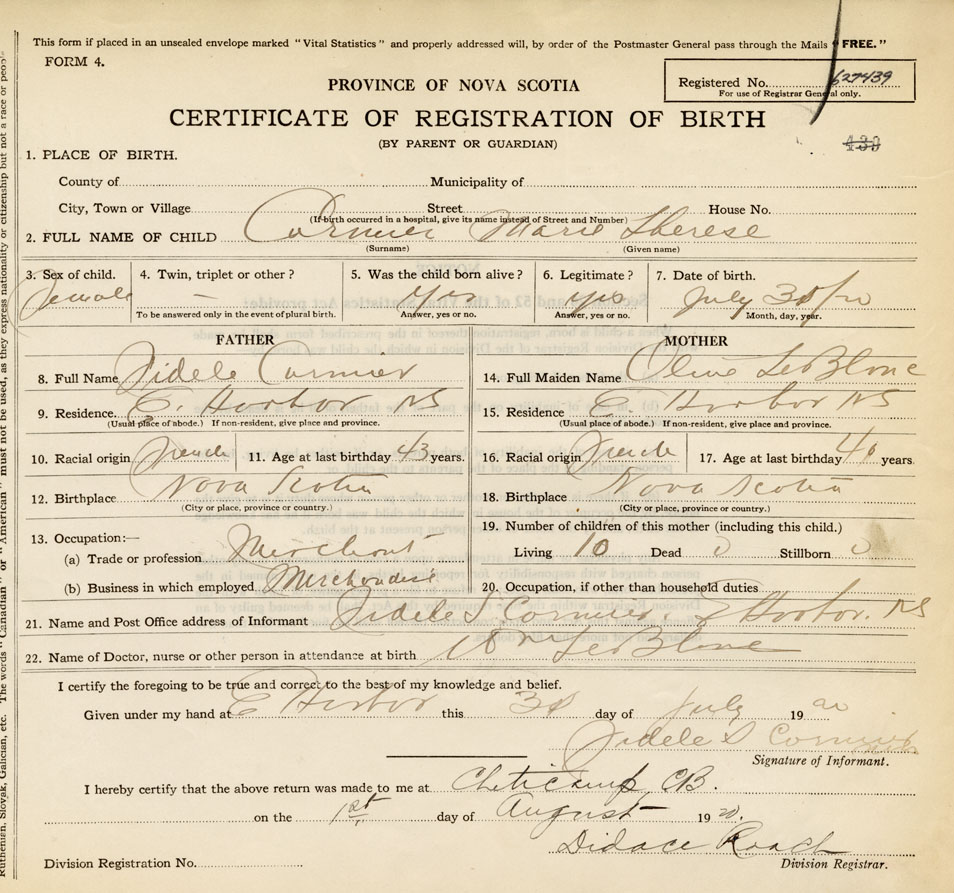 This form if placed in an unsealed envelope marked "Vital Statistics" and properly addressed will, by order of the Postmaster General pass through the Mails "FREE."
FORM 4.
Registered No. 627439
For use of Registrar General only.
PROVINCE OF NOVA SCOTIA
CERTIFICATE OF REGISTRATION OF BIRTH
(BY PARENT OR GUARDIAN)
439
1. PLACE OF BIRTH.
County of Municipality of
City, Town or Village Street House No.
(If birth occurred in a hospital, give its name instead of Street and Number)
2. FULL NAME OF CHILD Cormier Marie Therese
(Surname) (Given name)
3. Sex of child. 4. Twin, triplet or other? 5. Was the child born alive? 6. Legitimate? 7. Date of birth.
female — Yes Yes July 30/20
To be answered only in the event of plural birth. Answer, yes or no. Answer, yes or no. Month, day, year.
FATHER MOTHER
8. Full Name Fidele Cormier 14. Full Maiden Name Olive LeBlanc
9. Residence. E. Harbor NS 15. Residence E. Harbor NS
(Usual place of abode.) If non-resident, give place and province. (Usual place of abode.) If non-resident, give place and province.
10. Racial origin French 11. Age at last birthday 43 years. 16. Racial origin French 17. Age at last birthday years.
12. Birthplace Nova Scotia 18. Birthplace Nova Scotia
(City or place, province or country.) (City or place, province or country.)
13. Occupation:— 19. Number of children of this mother (including this child.)
(a) Trade or profession Merchant Living 10 Dead 0 Stillborn 0
(b) Business in which employed Merchandise 20. Occupation, if other than household duties
21. Name and Post Office address of Informant Fidele S Cormier. E Harbor. NS
22. Name of Doctor, nurse or other person in attendance at birth LeBlanc
I certify the foregoing to be true and correct to the best of my knowledge and belief.
Given under my hand at E Harbor this 30 day of July 19 20
Fidele S Cormier
Signature of Informant.
I hereby certify that the above return was made to me at Cheticamp CB.
on the 1st day of August 19 20.
Didace Roach
Division Registration No. Division Registrar.
Ruthenian, Slovak, Galician, etc. The words "Canadian" or "American" must not be used, as they express nationality or citizenship but not a race or people